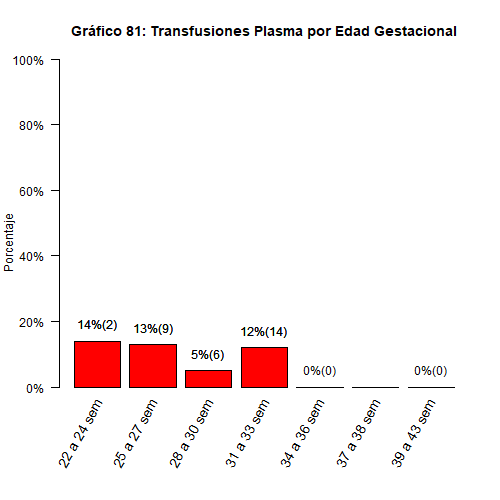 Gráfico 81: Transfusiones Plasma por Edad Gestacional
100%
80%
60%
40%
20%
0%
Porcentaje
14%(2)
13%(9)
5%(6)
12%(14)
0%(0)
0%(0)
22 a 24 sem
25 a 27 sem
28 a 30 sem
31 a 33 sem
34 a 36 sem
37 a 38 sem
39 a 43 sem